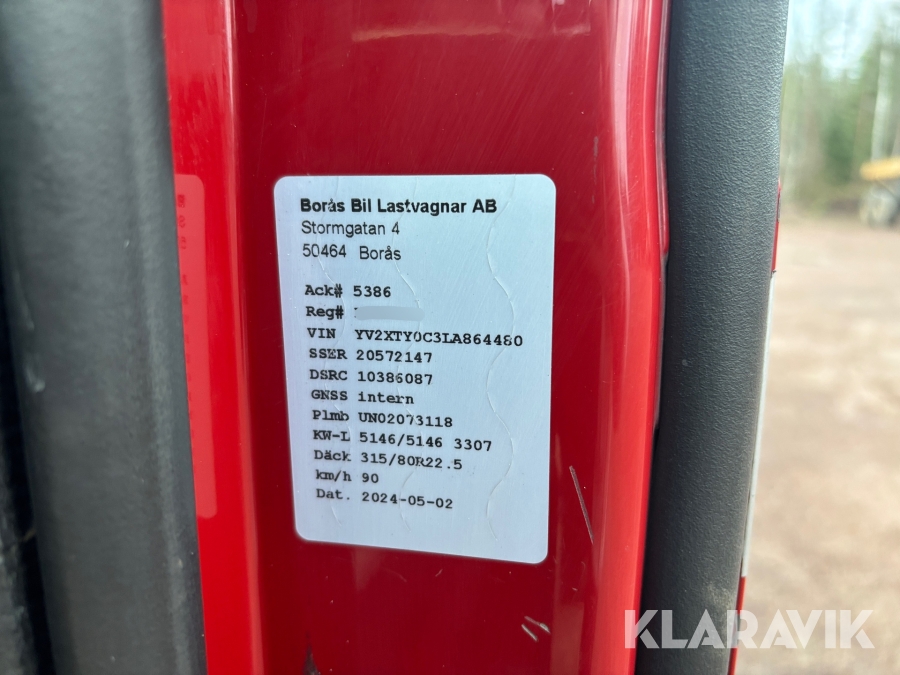 Borås Bil Lastvagnar AB
Stormgatan 4
50464 Borås
Ack# 5386
Reg#
VIN YV2XTY0C3LA864480
SSER 20572147
DSRC 10386087
GNSS intern
Plmb UN02073118
KW-L 5146/5146 3307
Däck 315/80R22.5
km/h 90
Dat. 2024-05-02
KLARAVIK